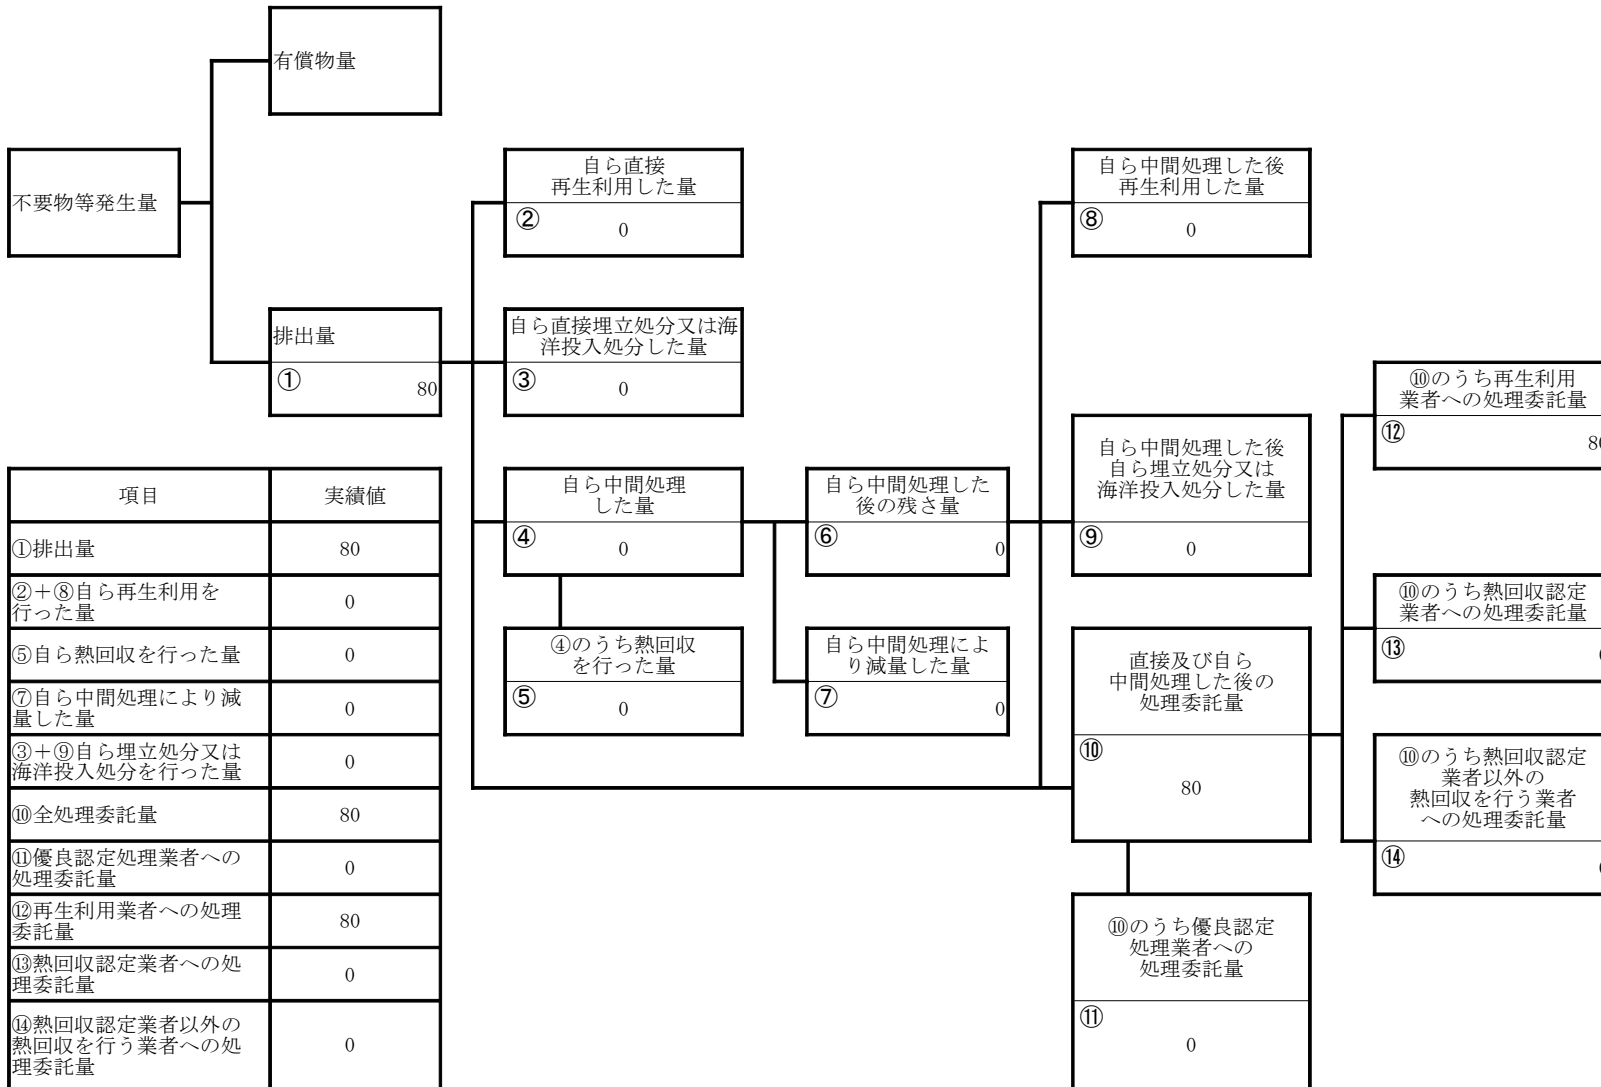 有償物量
不要物等発生量
自ら直接
再生利用した量
②
0
自ら中間処理した後
再生利用した量
⑧
0
排出量
①
80
自ら直接埋立処分又は海
洋投入処分した量
③
0
⑩のうち再生利用
業者への処理委託量
⑫
自ら中間処理
した量
④
0
自ら中間処理した
後の残さ量
⑥
0
自ら中間処理した後
自ら埋立処分又は
海洋投入処分した量
⑨
0
④のうち熱回収
を行った量
⑤
0
自ら中間処理によ
り減量した量
⑦
0
直接及び自ら
中間処理した後の
処理委託量
⑩
80
⑩のうち熱回収認定
業者への処理委託量
⑬
⑩のうち熱回収認定
業者以外の
熱回収を行う業者
への処理委託量
⑭
⑩のうち優良認定
処理業者への
処理委託量
⑪
0
項目 実績値
①排出量 80
②＋⑧自ら再生利用を
行った量 0
⑤自ら熱回収を行った量 0
⑦自ら中間処理により減
量した量 0
③＋⑨自ら埋立処分又は
海洋投入処分を行った量 0
⑩全処理委託量 80
⑪優良認定処理業者への
処理委託量 0
⑫再生利用業者への処理
委託量 80
⑬熱回収認定業者への処
理委託量 0
⑭熱回収認定業者以外の
熱回収を行う業者への処
理委託量 0